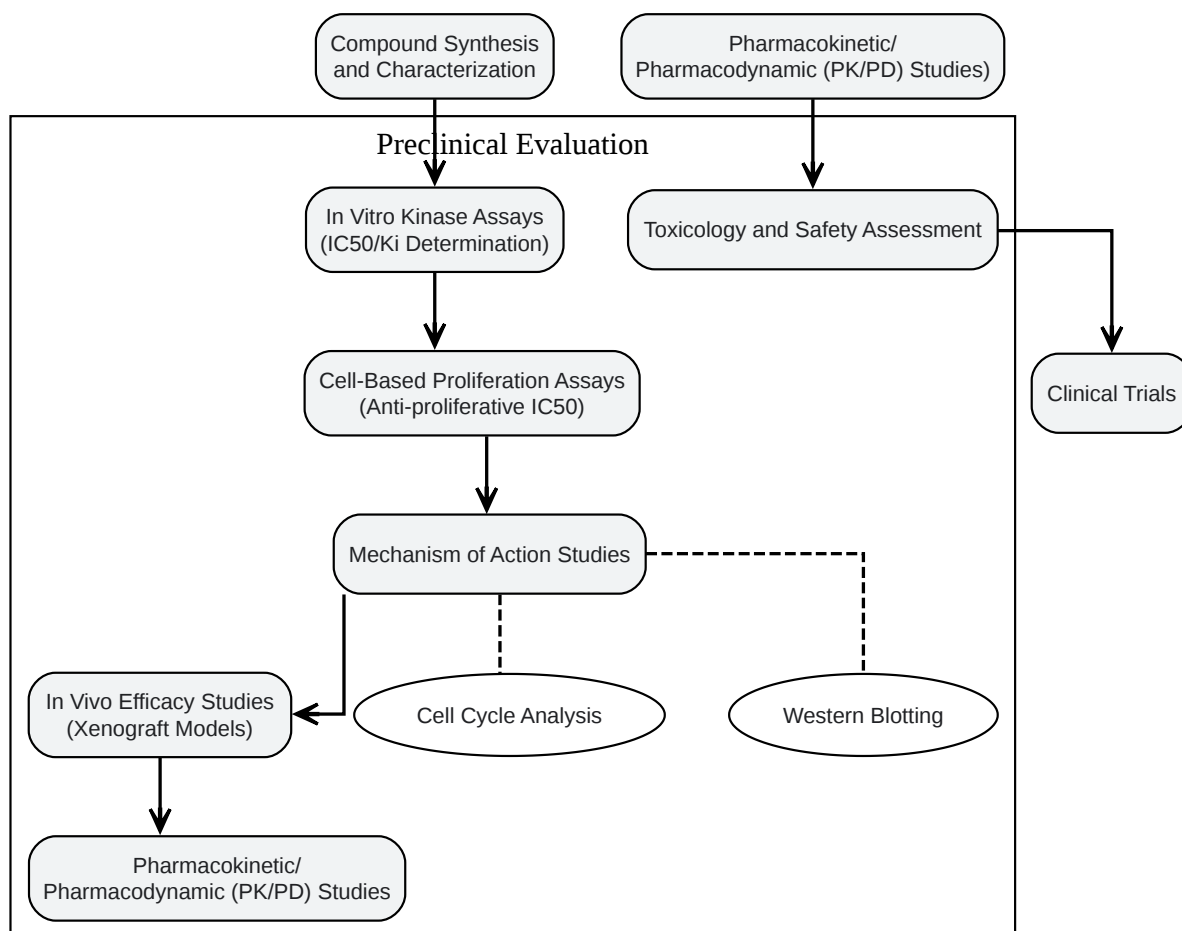 Compound Synthesis
and Characterization
Pharmacokinetic/
Pharmacodynamic (PK/PD) Studies)
Preclinical Evaluation
In Vitro Kinase Assays
(IC50/Ki Determination)
Toxicology and Safety Assessment
Cell-Based Proliferation Assays
(Anti-proliferative IC50)
Clinical Trials
Mechanism of Action Studies
In Vivo Efficacy Studies
(Xenograft Models)
Cell Cycle Analysis
Western Blotting
Pharmacokinetic/
Pharmacodynamic (PK/PD) Studies